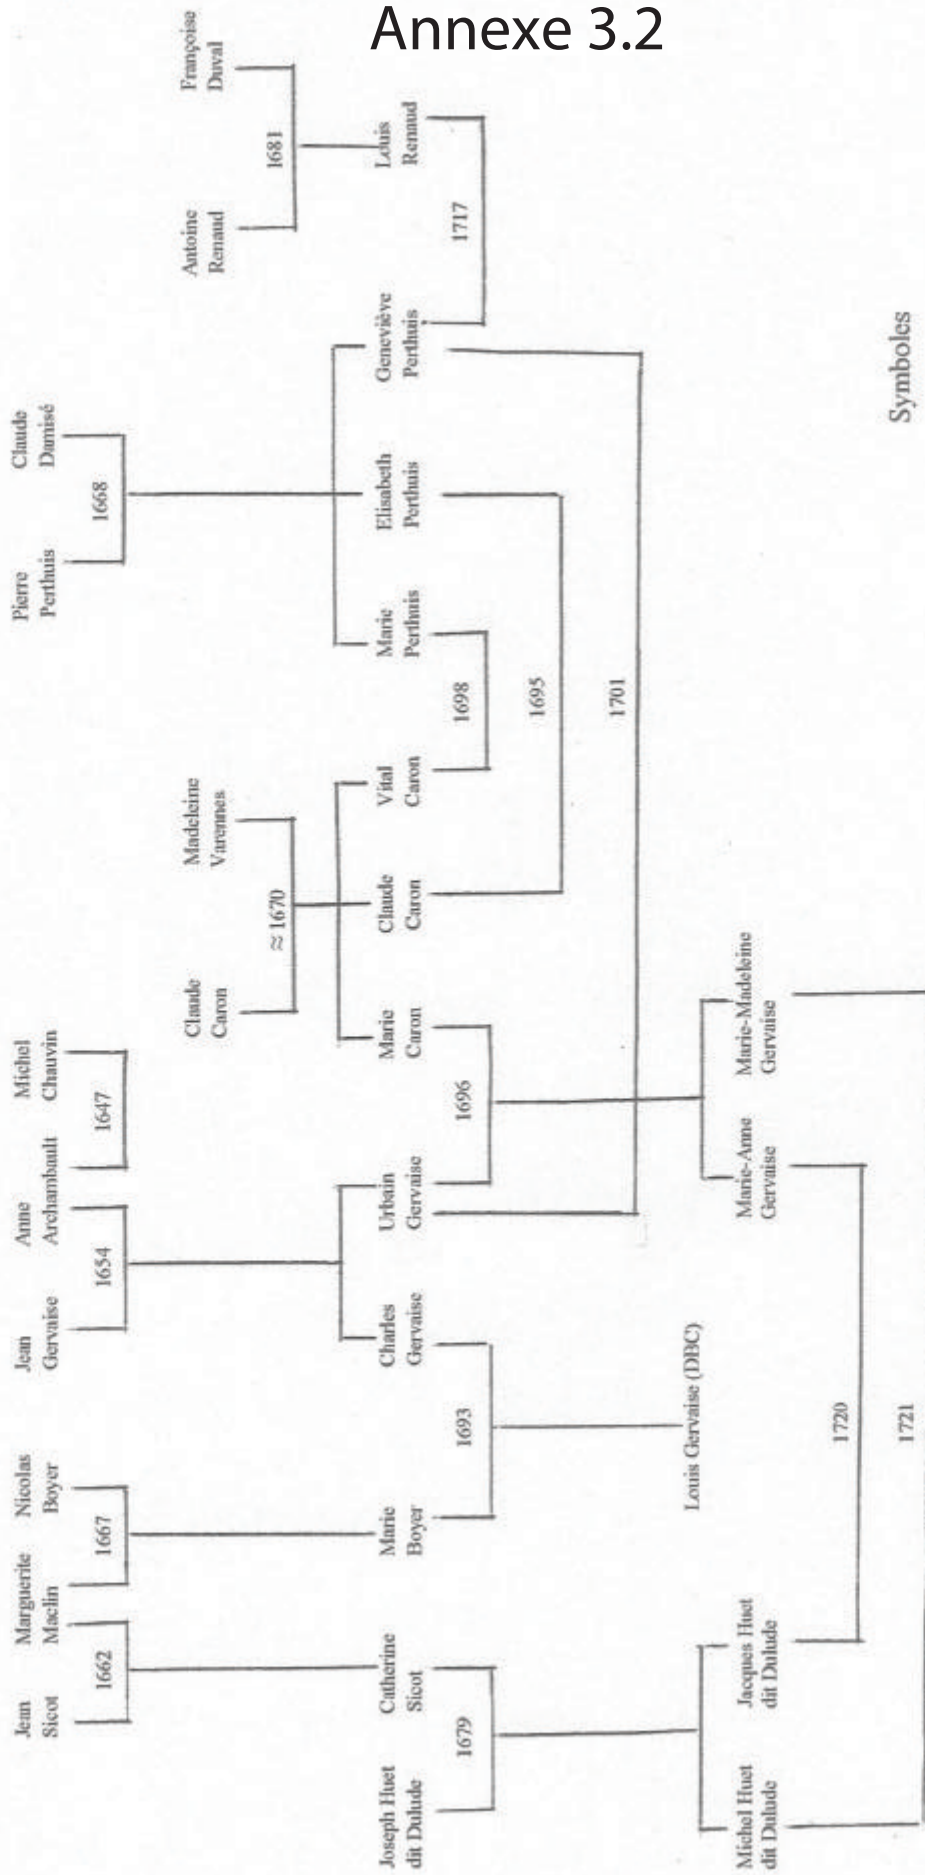 Annexe 3.2
Jean
Sicot
Marguerite
Maclin
Nicolas
Boyer
Jean
Gervaise
Anne
Archambault
Michel
Chauvin
Pierre
Perthuis
Claude
Damisé
1662
1667
1654
1647
1668
Claude
Caron
Madeleine
Varennes
Antoine
Renaud
Françoise
Duval
≈ 1670
1681
Joseph Huet
dit Dulude
Catherine
Sicot
Marie
Boyer
Charles
Gervaise
Urbain
Gervaise
Marie
Caron
Claude
Caron
Vital
Caron
Marie
Perthuis
Elisabeth
Perthuis
Geneviève
Perthuis
Louis
Renaud
1679
1693
1696
1698
1717
1695
1701
Louis Gervaise (DBC)
Michel Huet
dit Dulude
Jacques Huet
dit Dulude
Marie-Anne
Gervaise
Marie-Madeleine
Gervaise
1720
1721
Symboles